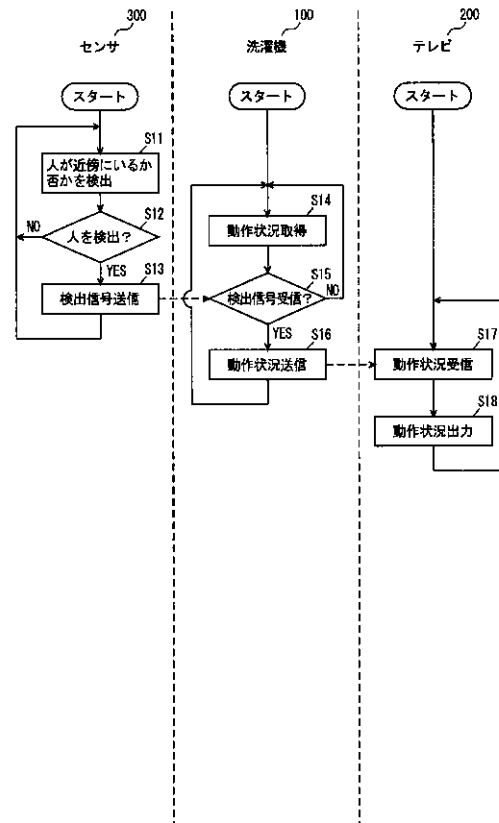 300
センサ
スタート
S11
人が近傍にいるか
否かを検出
S12
人を検出？
NO
YES
S13
検出信号送信
100
洗濯機
スタート
S14
動作状況取得
S15
検出信号受信？
NO
YES
S16
動作状況送信
200
テレビ
スタート
S17
動作状況受信
S18
動作状況出力